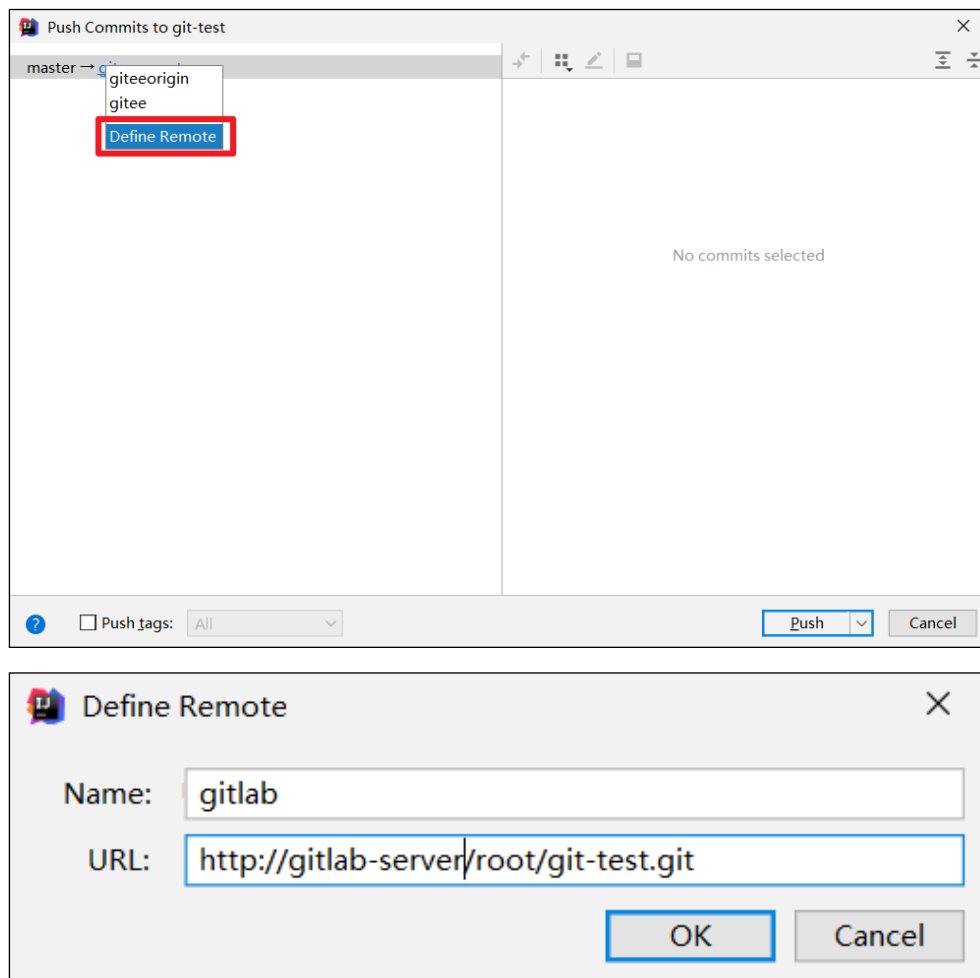 Push Commits to git-test
master →
giteeorigin
gitee
Define Remote
No commits selected
Push tags: All
Push
Cancel
Define Remote
Name: gitlab
URL: http://gitlab-server/root/git-test.git
OK
Cancel